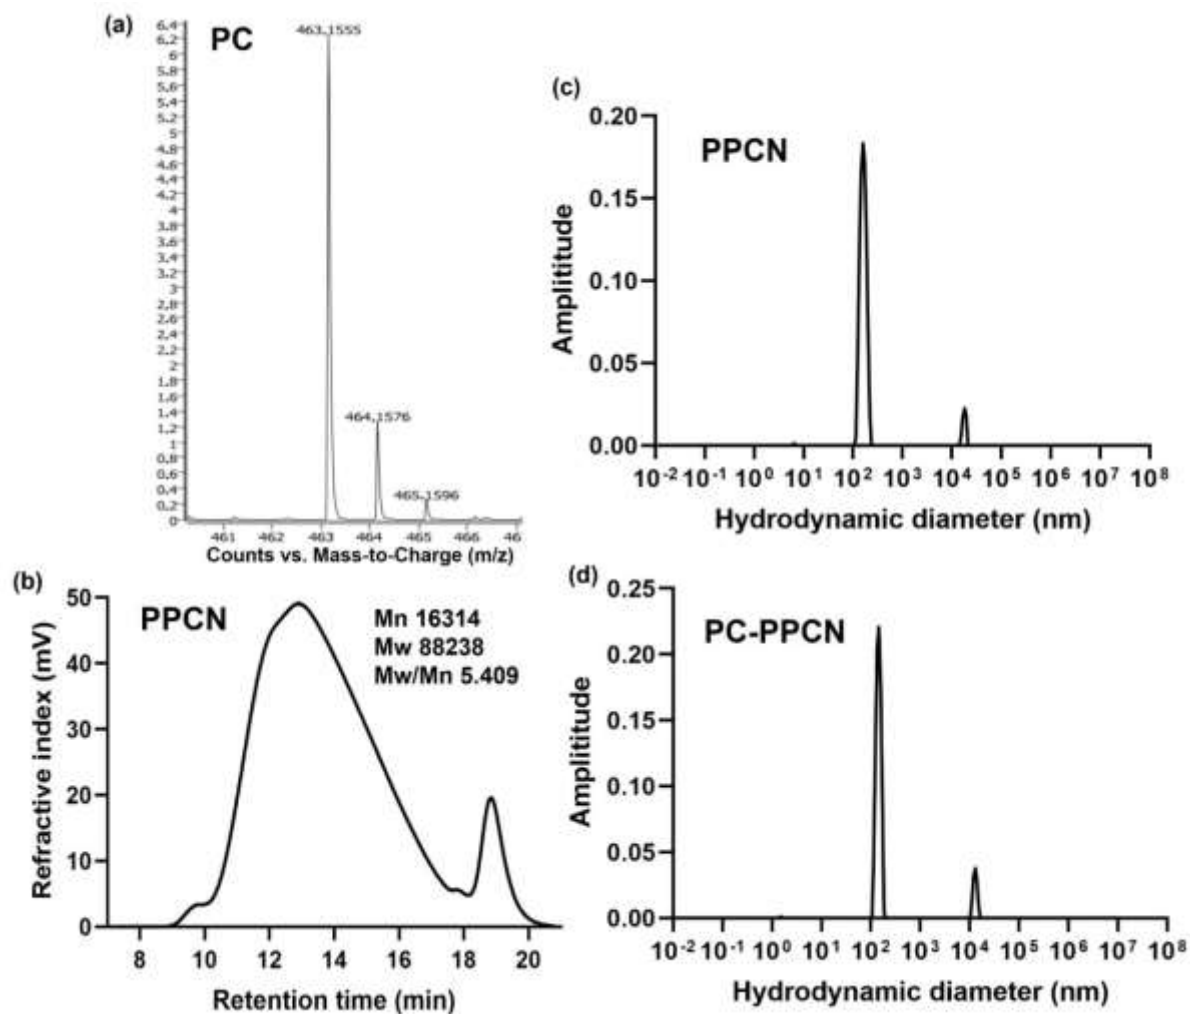 (a)
PC
463.1555
464.1576
465.1596
6.4
6.2
6
5.8
5.6
5.4
5.2
5
4.8
4.6
4.4
4.2
4
3.8
3.6
3.4
3.2
3
2.8
2.6
2.4
2.2
2
1.8
1.6
1.4
1.2
1
0.8
0.6
0.4
0.2
0
461 462 463 464 465 466 46
Counts vs. Mass-to-Charge (m/z)
(b)
PPCN
Mn 16314
Mw 88238
Mw/Mn 5.409
Refractive index (mV)
50
40
30
20
10
0
8 10 12 14 16 18 20
Retention time (min)
(c)
PPCN
Amplititude
0.20
0.15
0.10
0.05
0.00
10⁻² 10⁻¹ 10⁰ 10¹ 10² 10³ 10⁴ 10⁵ 10⁶ 10⁷ 10⁸
Hydrodynamic diameter (nm)
(d)
PC-PPCN
Amplititude
0.25
0.20
0.15
0.10
0.05
0.00
10⁻² 10⁻¹ 10⁰ 10¹ 10² 10³ 10⁴ 10⁵ 10⁶ 10⁷ 10⁸
Hydrodynamic diameter (nm)